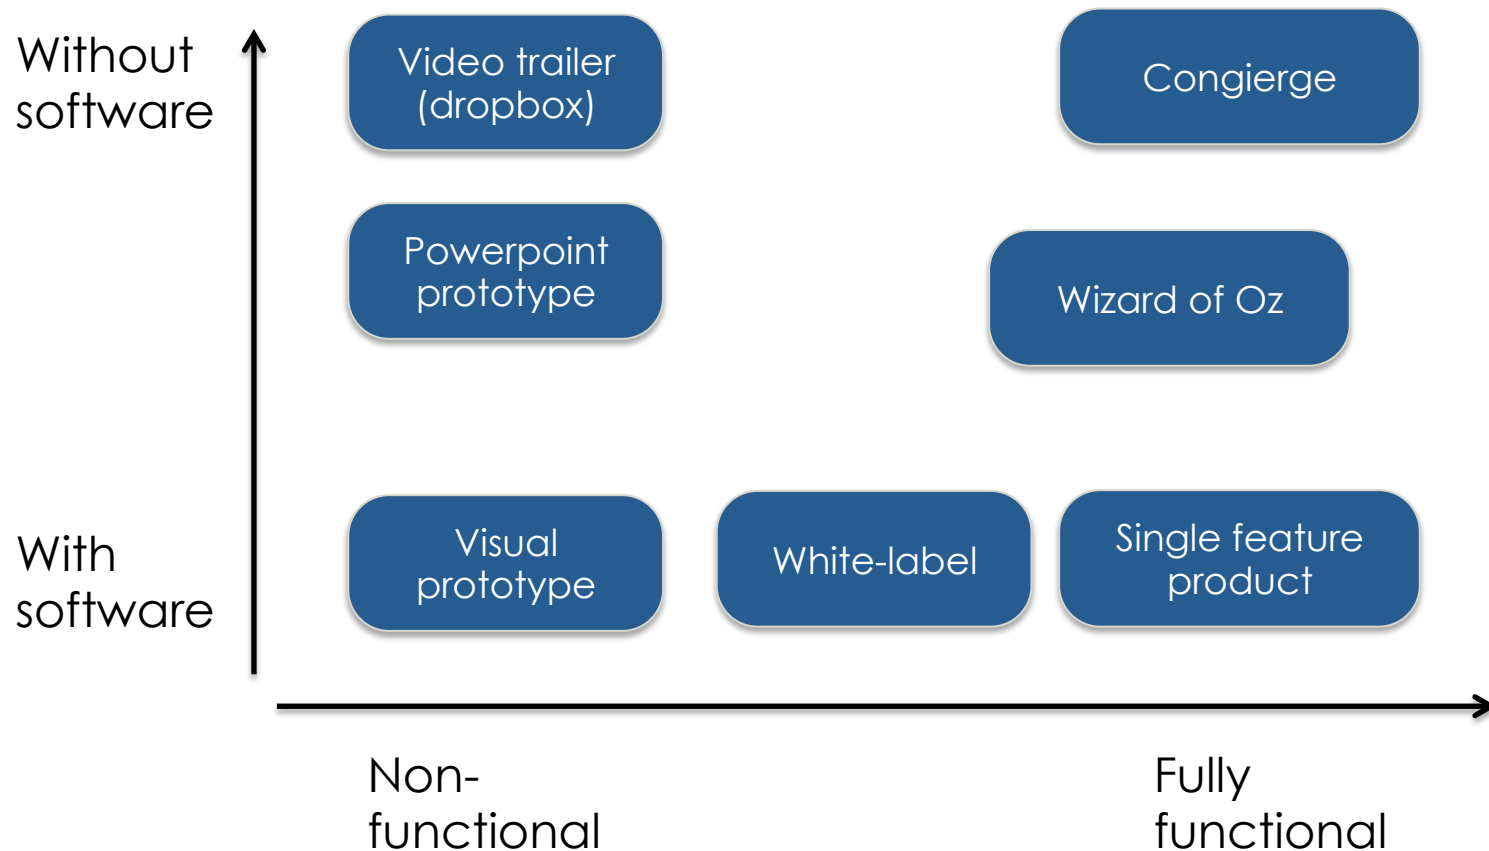 Without
software
Video trailer
(dropbox)
Congierge
Powerpoint
prototype
Wizard of Oz
With
software
Visual
prototype
White-label
Single feature
product
Non-
functional
Fully
functional